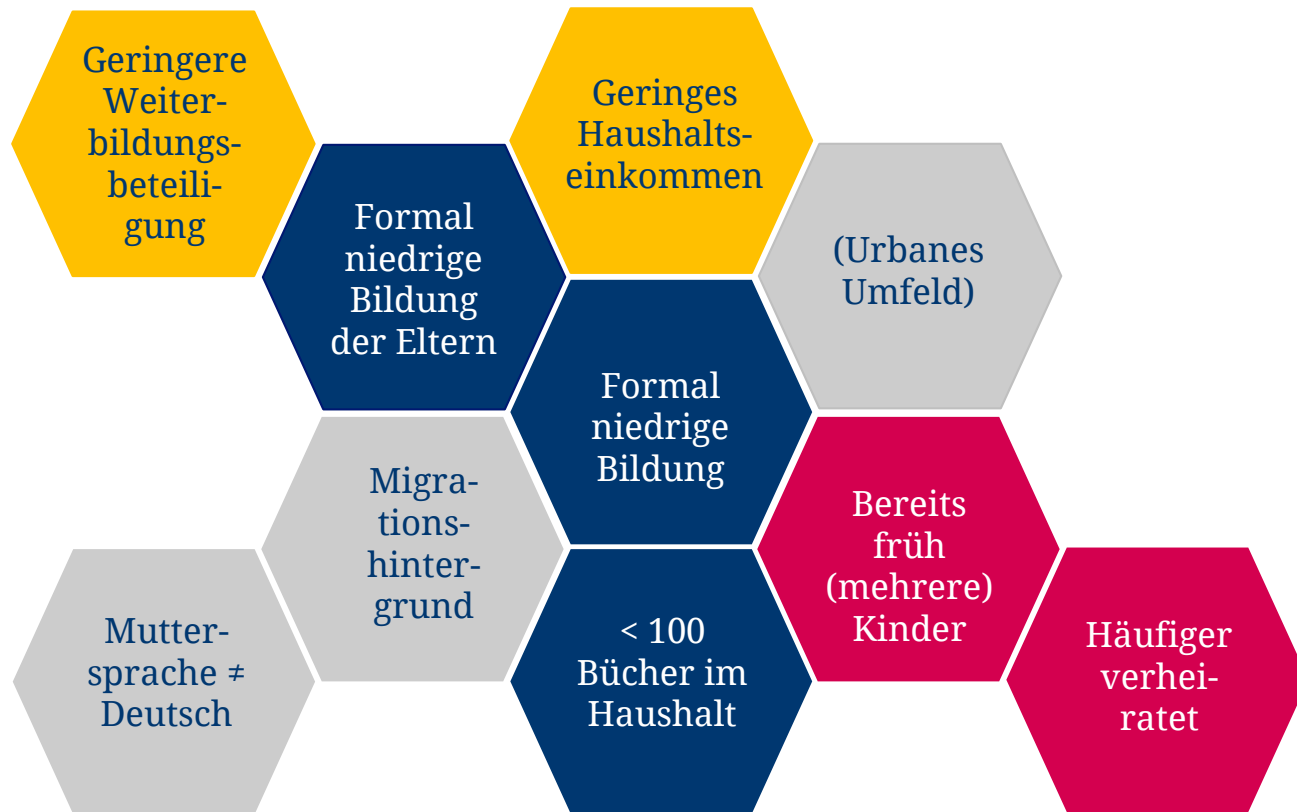 Geringere
Weiter-
bildungs-
beteili-
gung
Geringes
Haushalts-
einkommen
Formal
niedrige
Bildung
der Eltern
(Urbanes
Umfeld)
Formal
niedrige
Bildung
Migra-
tions-
hinter-
grund
Bereits
früh
(mehrere)
Kinder
Mutter-
sprache ≠
Deutsch
< 100
Bücher im
Haushalt
Häufiger
verhei-
ratet